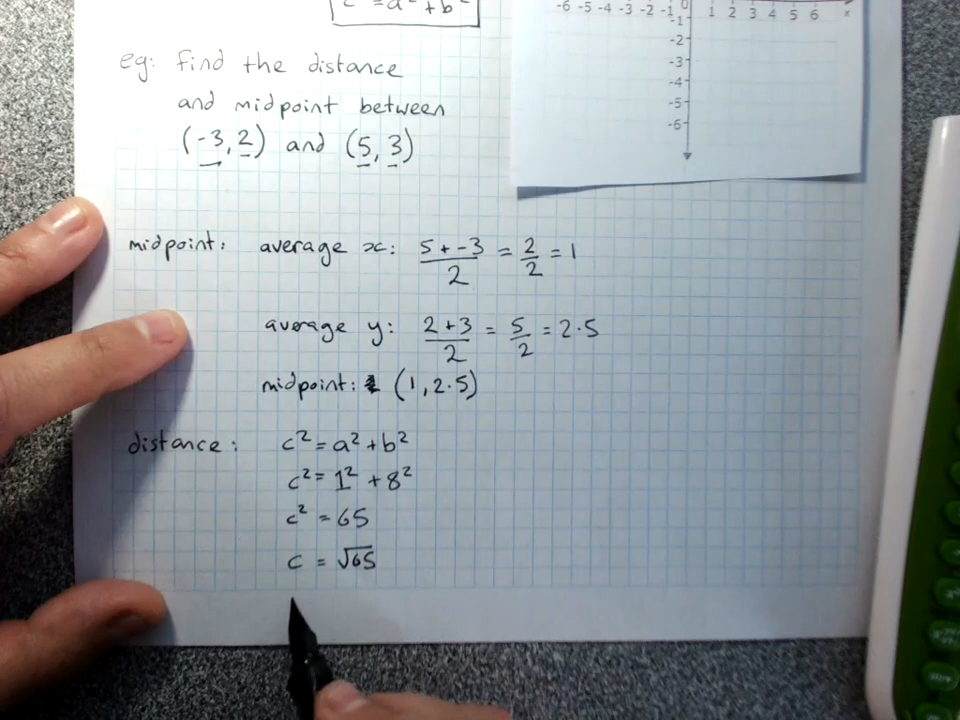 c² = a² + b²
-6 -5 -4 -3 -2 -1 0 1 2 3 4 5 6 x
-1
-2
-3
-4
-5
-6
eg: find the distance
and midpoint between
(-3, 2) and (5, 3)
midpoint: average x: (5 + -3)/2 = 2/2 = 1
average y: (2+3)/2 = 5/2 = 2.5
midpoint: (1, 2.5)
distance: c² = a² + b²
c² = 1² + 8²
c² = 65
c = √65